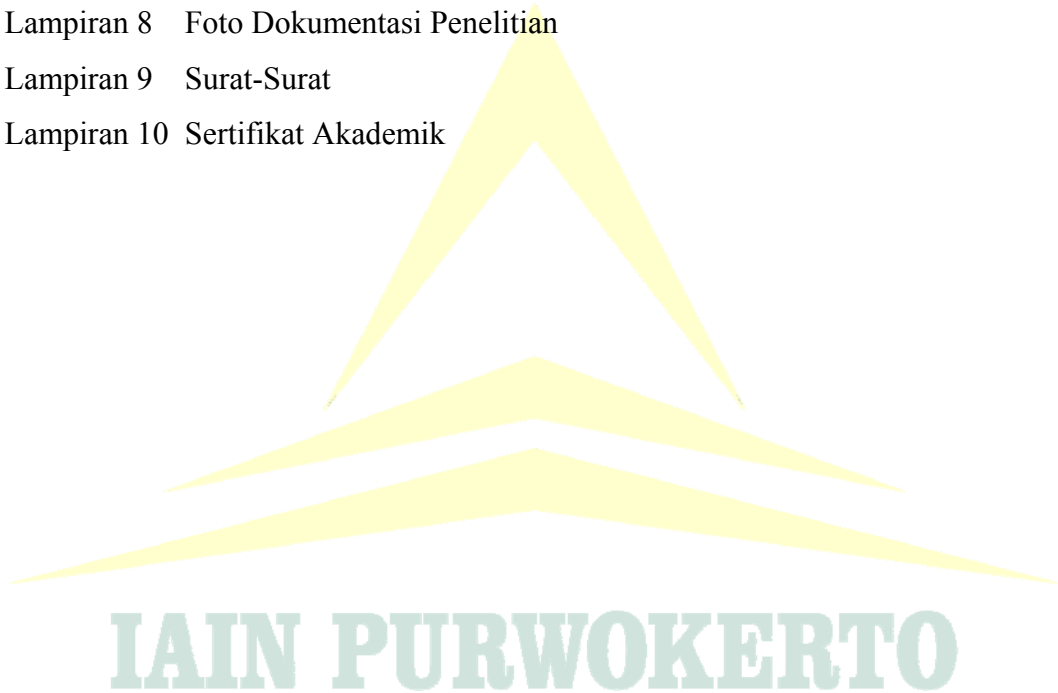 Lampiran 8 Foto Dokumentasi Penelitian
Lampiran 9 Surat-Surat
Lampiran 10 Sertifikat Akademik
IAIN PURWOKERTO